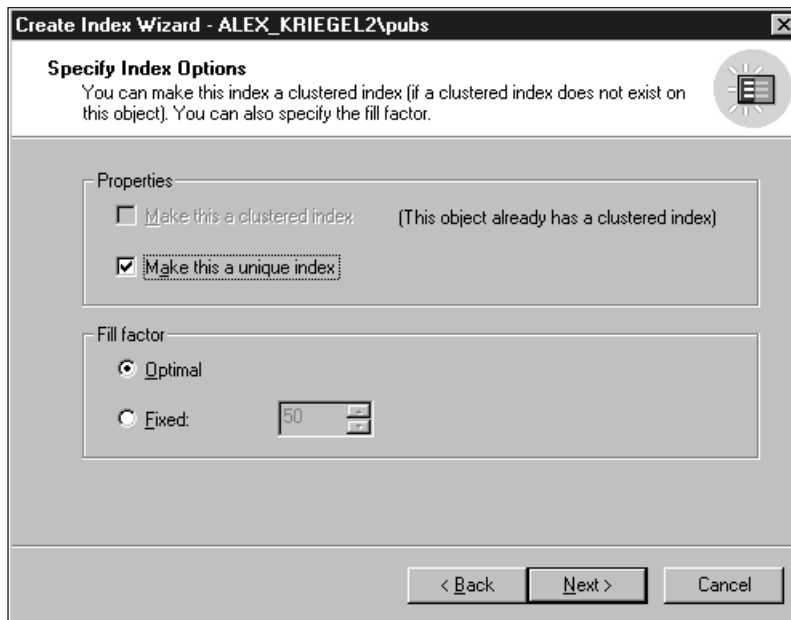 Create Index Wizard - ALEX_KRIEGEL2\pubs
Specify Index Options
You can make this index a clustered index (if a clustered index does not exist on
this object). You can also specify the fill factor.
Properties
Make this a clustered index (This object already has a clustered index)
Make this a unique index
Fill factor
Optimal
Fixed: 50
< Back Next > Cancel